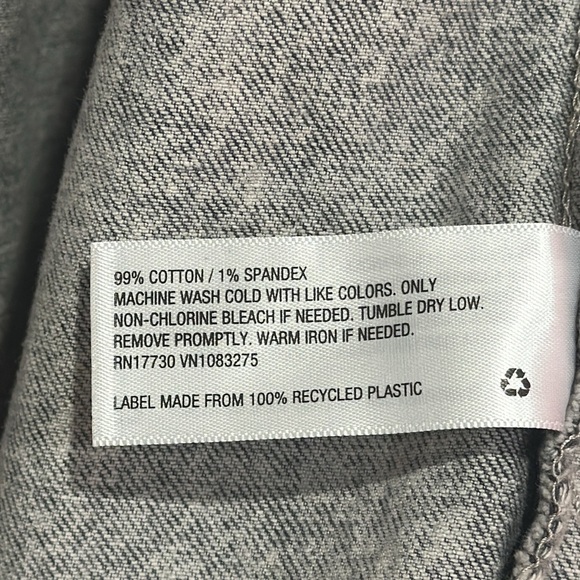 99% COTTON / 1% SPANDEX
MACHINE WASH COLD WITH LIKE COLORS. ONLY
NON-CHLORINE BLEACH IF NEEDED. TUMBLE DRY LOW.
REMOVE PROMPTLY. WARM IRON IF NEEDED.
RN17730 VN1083275
LABEL MADE FROM 100% RECYCLED PLASTIC